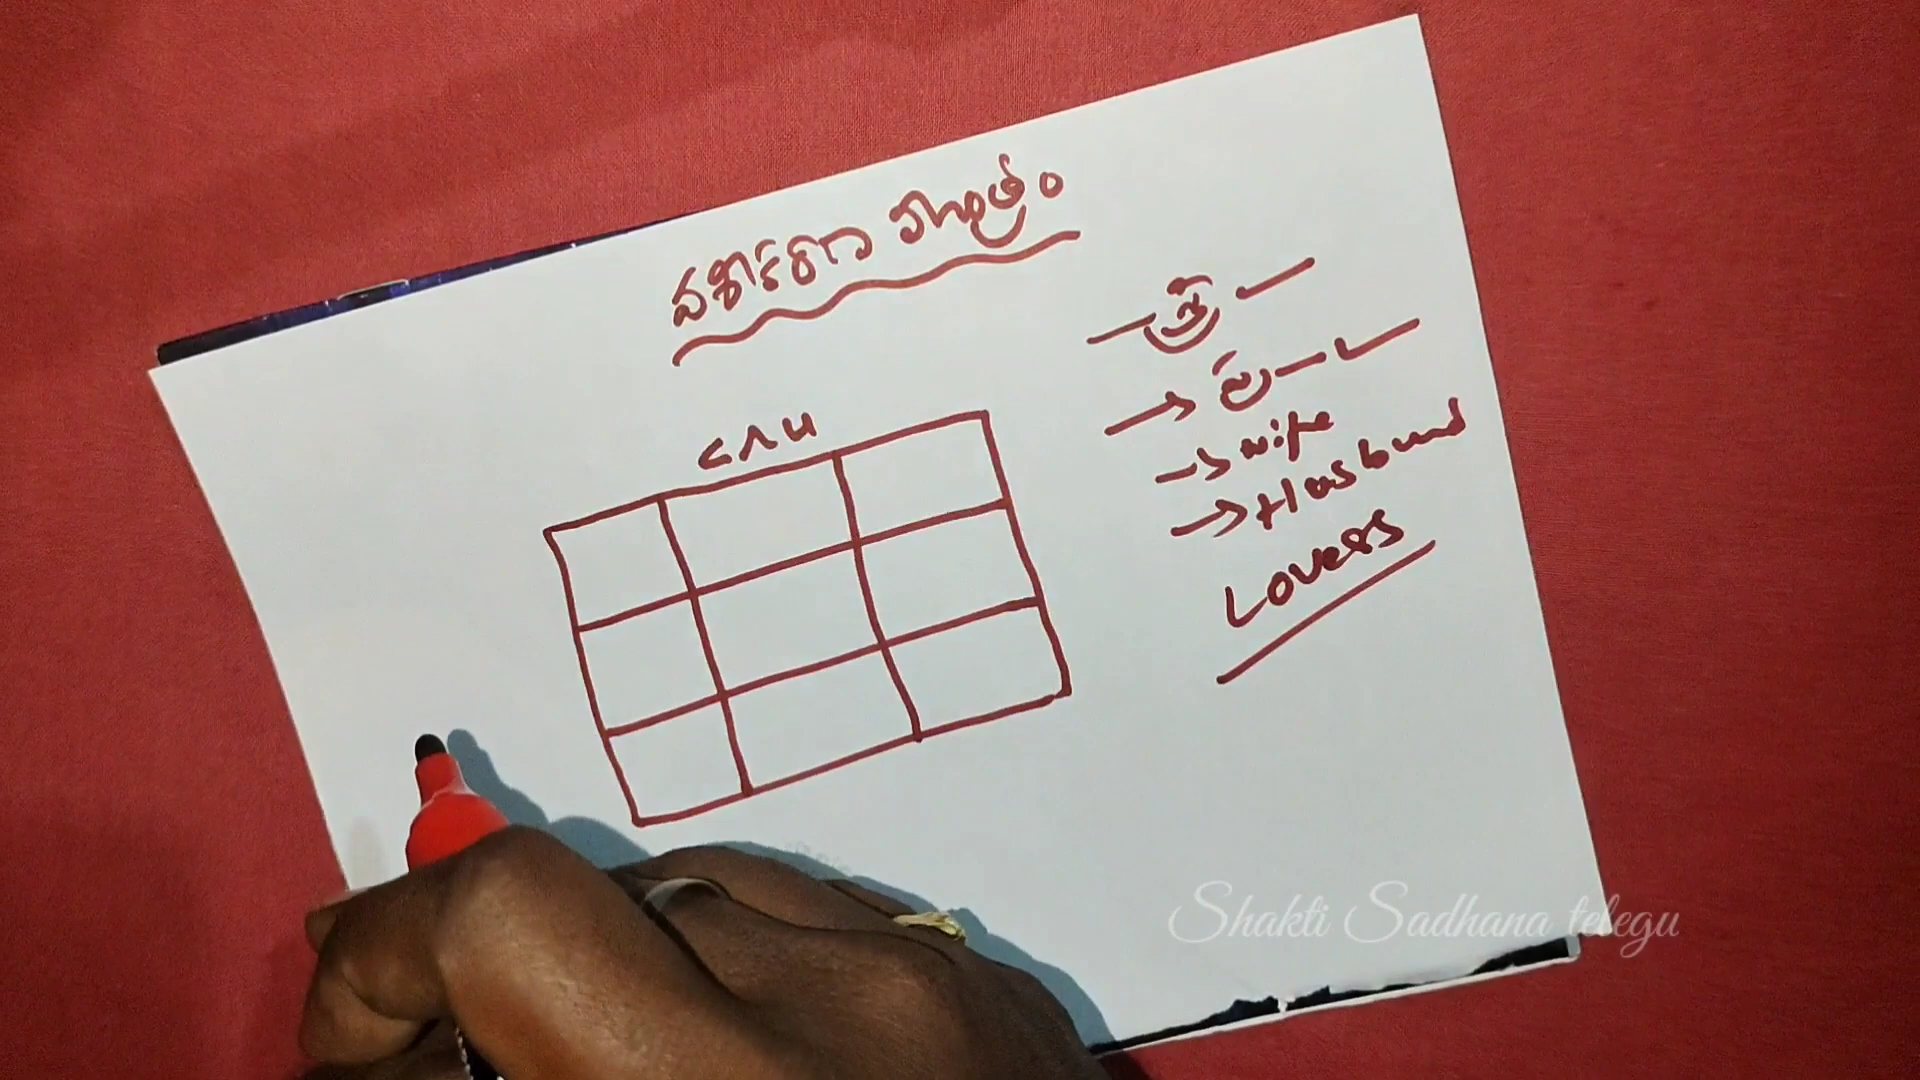 వశీకరణ యంత్రం
స్త్రీ
→ wife
→ Husband
Lovers
Shakti Sadhana telegu